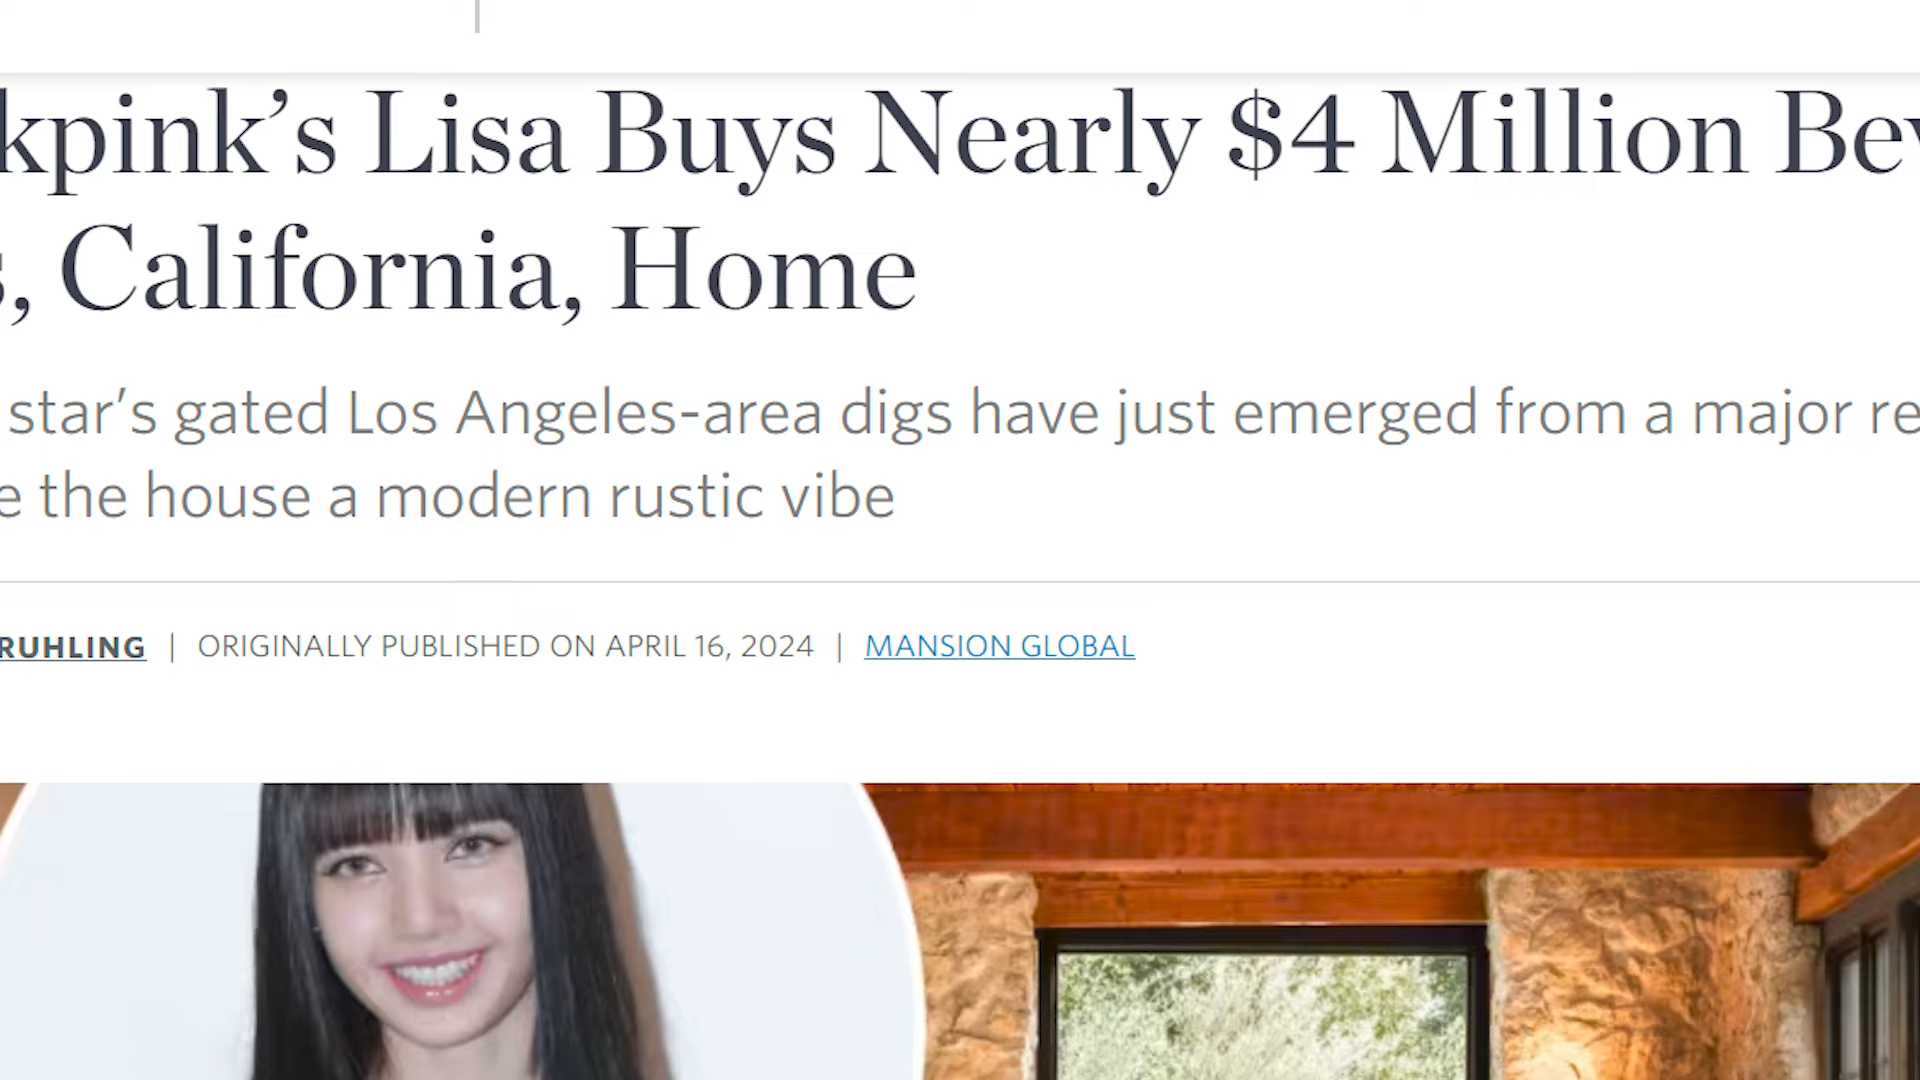 kpink’s Lisa Buys Nearly $4 Million Bev
s, California, Home
star’s gated Los Angeles-area digs have just emerged from a major re
e the house a modern rustic vibe
RUHLING | ORIGINALLY PUBLISHED ON APRIL 16, 2024 | MANSION GLOBAL